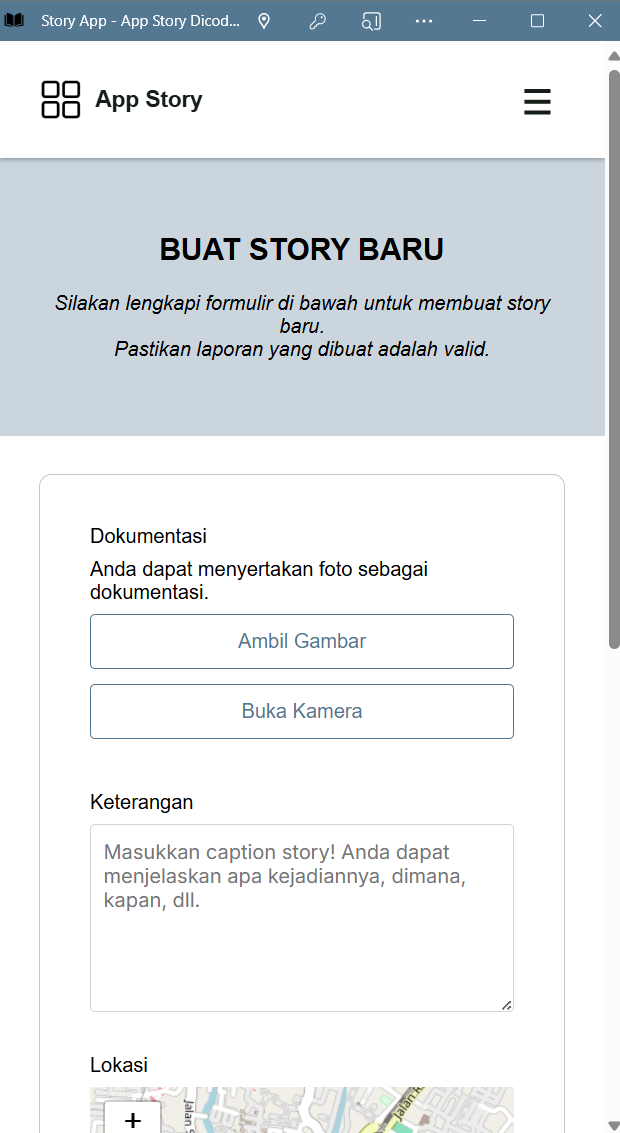 Story App - App Story Dicod...
App Story
BUAT STORY BARU
Silakan lengkapi formulir di bawah untuk membuat story
baru.
Pastikan laporan yang dibuat adalah valid.
Dokumentasi
Anda dapat menyertakan foto sebagai
dokumentasi.
Ambil Gambar
Buka Kamera
Keterangan
Masukkan caption story! Anda dapat
menjelaskan apa kejadiannya, dimana,
kapan, dll.
Lokasi
+
Jalan
Jalan